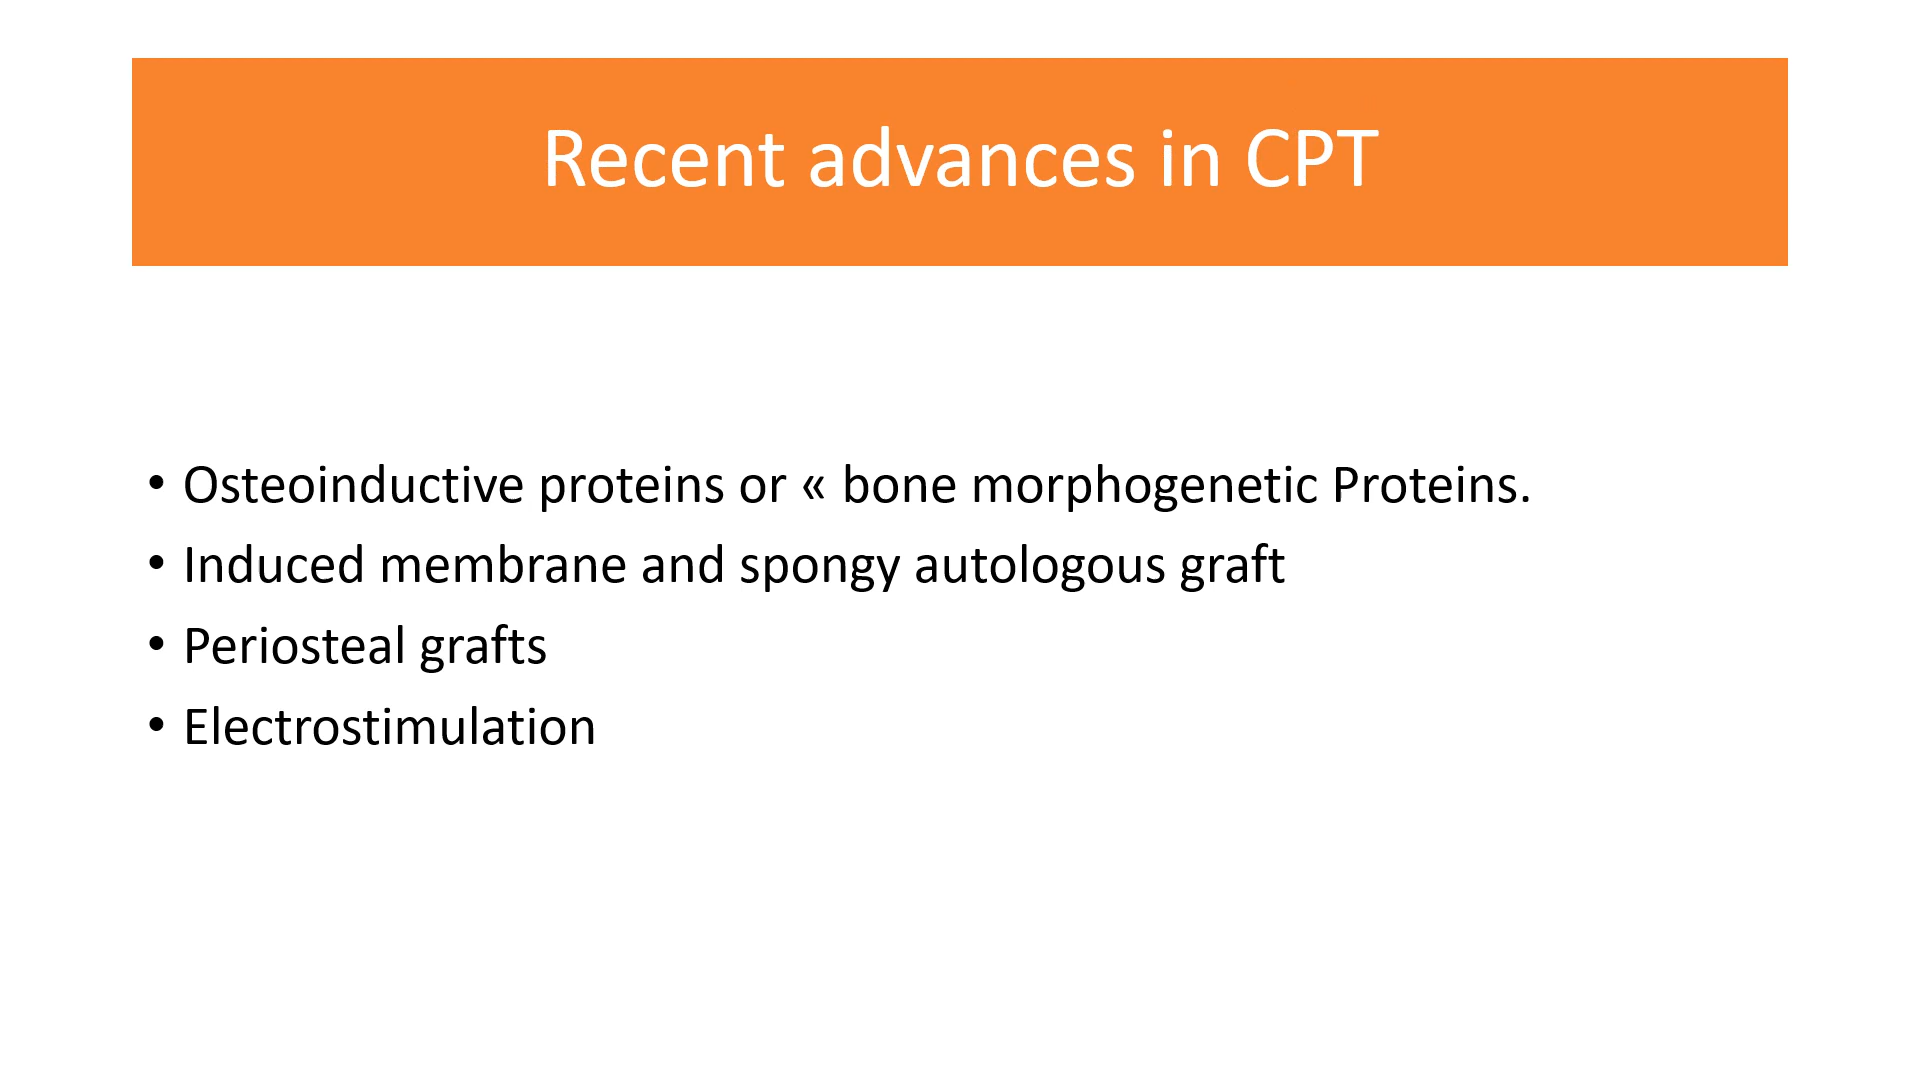 Recent advances in CPT
• Osteoinductive proteins or « bone morphogenetic Proteins.
• Induced membrane and spongy autologous graft
• Periosteal grafts
• Electrostimulation